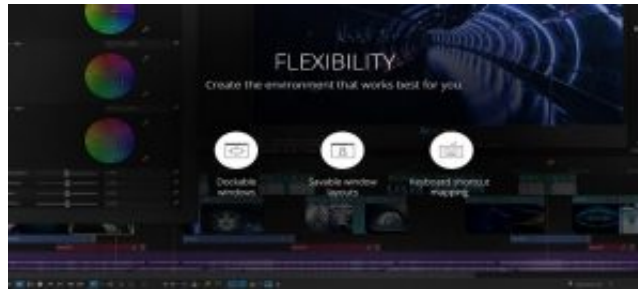 FLEXIBILITY
Create the environment that works best for you.
Dockable
windows
Savable window
layouts
Keyboard shortcut
mapping